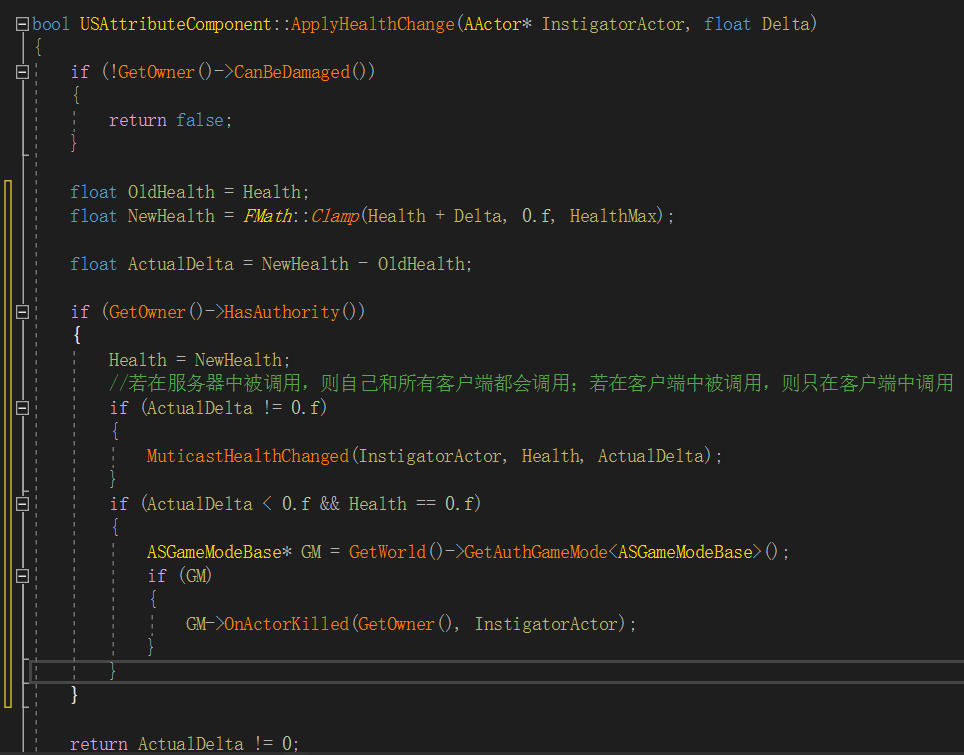 bool USAttributeComponent::ApplyHealthChange(AActor* InstigatorActor, float Delta)
{
if (!GetOwner()->CanBeDamaged())
{
return false;
}
float OldHealth = Health;
float NewHealth = FMath::Clamp(Health + Delta, 0.f, HealthMax);
float ActualDelta = NewHealth - OldHealth;
if (GetOwner()->HasAuthority())
{
Health = NewHealth;
//若在服务器中被调用，则自己和所有客户端都会调用；若在客户端中被调用，则只在客户端中调用
if (ActualDelta != 0.f)
{
MuticastHealthChanged(InstigatorActor, Health, ActualDelta);
}
if (ActualDelta < 0.f && Health == 0.f)
{
ASGameModeBase* GM = GetWorld()->GetAuthGameMode<ASGameModeBase>();
if (GM)
{
GM->OnActorKilled(GetOwner(), InstigatorActor);
}
}
}
return ActualDelta != 0;